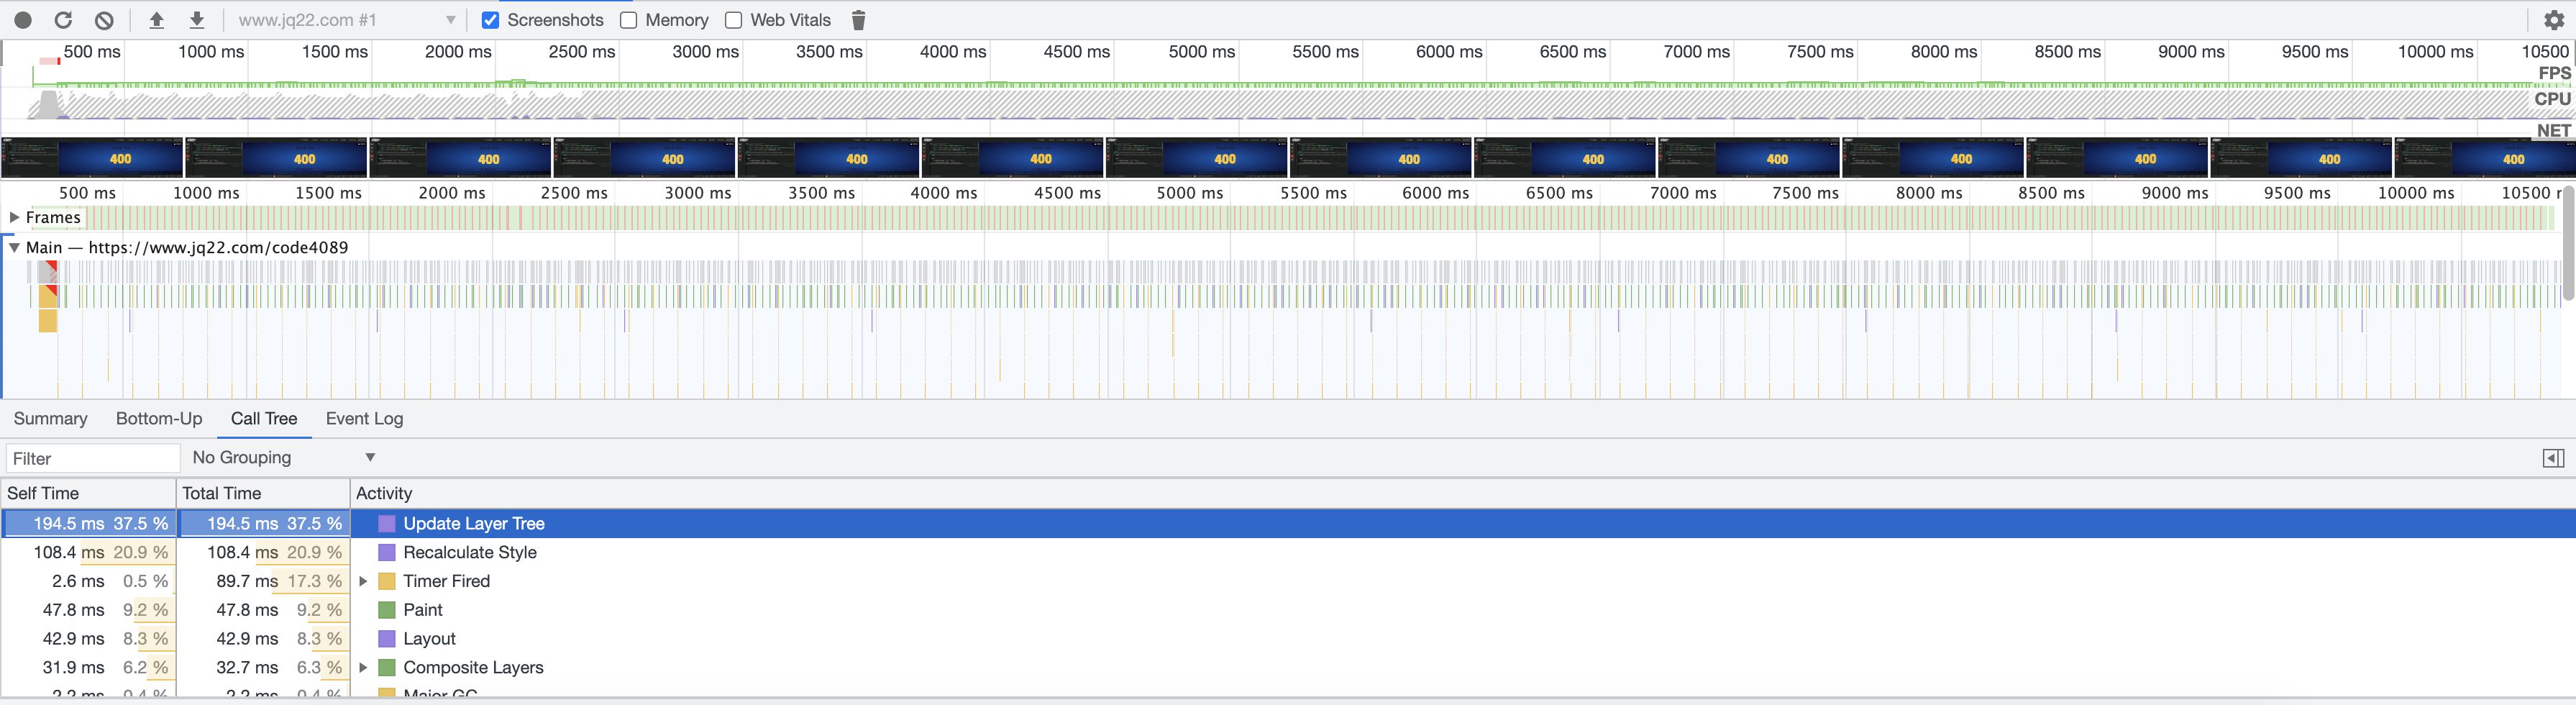 www.jq22.com #1 Screenshots Memory Web Vitals
500 ms 1000 ms 1500 ms 2000 ms 2500 ms 3000 ms 3500 ms 4000 ms 4500 ms 5000 ms 5500 ms 6000 ms 6500 ms 7000 ms 7500 ms 8000 ms 8500 ms 9000 ms 9500 ms 10000 ms 10500
FPS
CPU
NET
400 400 400 400 400 400 400 400 400 400 400 400 400 400
500 ms 1000 ms 1500 ms 2000 ms 2500 ms 3000 ms 3500 ms 4000 ms 4500 ms 5000 ms 5500 ms 6000 ms 6500 ms 7000 ms 7500 ms 8000 ms 8500 ms 9000 ms 9500 ms 10000 ms 10500 r
Frames
Main — https://www.jq22.com/code4089
Summary Bottom-Up Call Tree Event Log
Filter No Grouping
Self Time Total Time Activity
194.5 ms 37.5 % 194.5 ms 37.5 % Update Layer Tree
108.4 ms 20.9 % 108.4 ms 20.9 % Recalculate Style
2.6 ms 0.5 % 89.7 ms 17.3 % Timer Fired
47.8 ms 9.2 % 47.8 ms 9.2 % Paint
42.9 ms 8.3 % 42.9 ms 8.3 % Layout
31.9 ms 6.2 % 32.7 ms 6.3 % Composite Layers
2.2 ms 0.4 % 2.2 ms 0.4 % Major GC